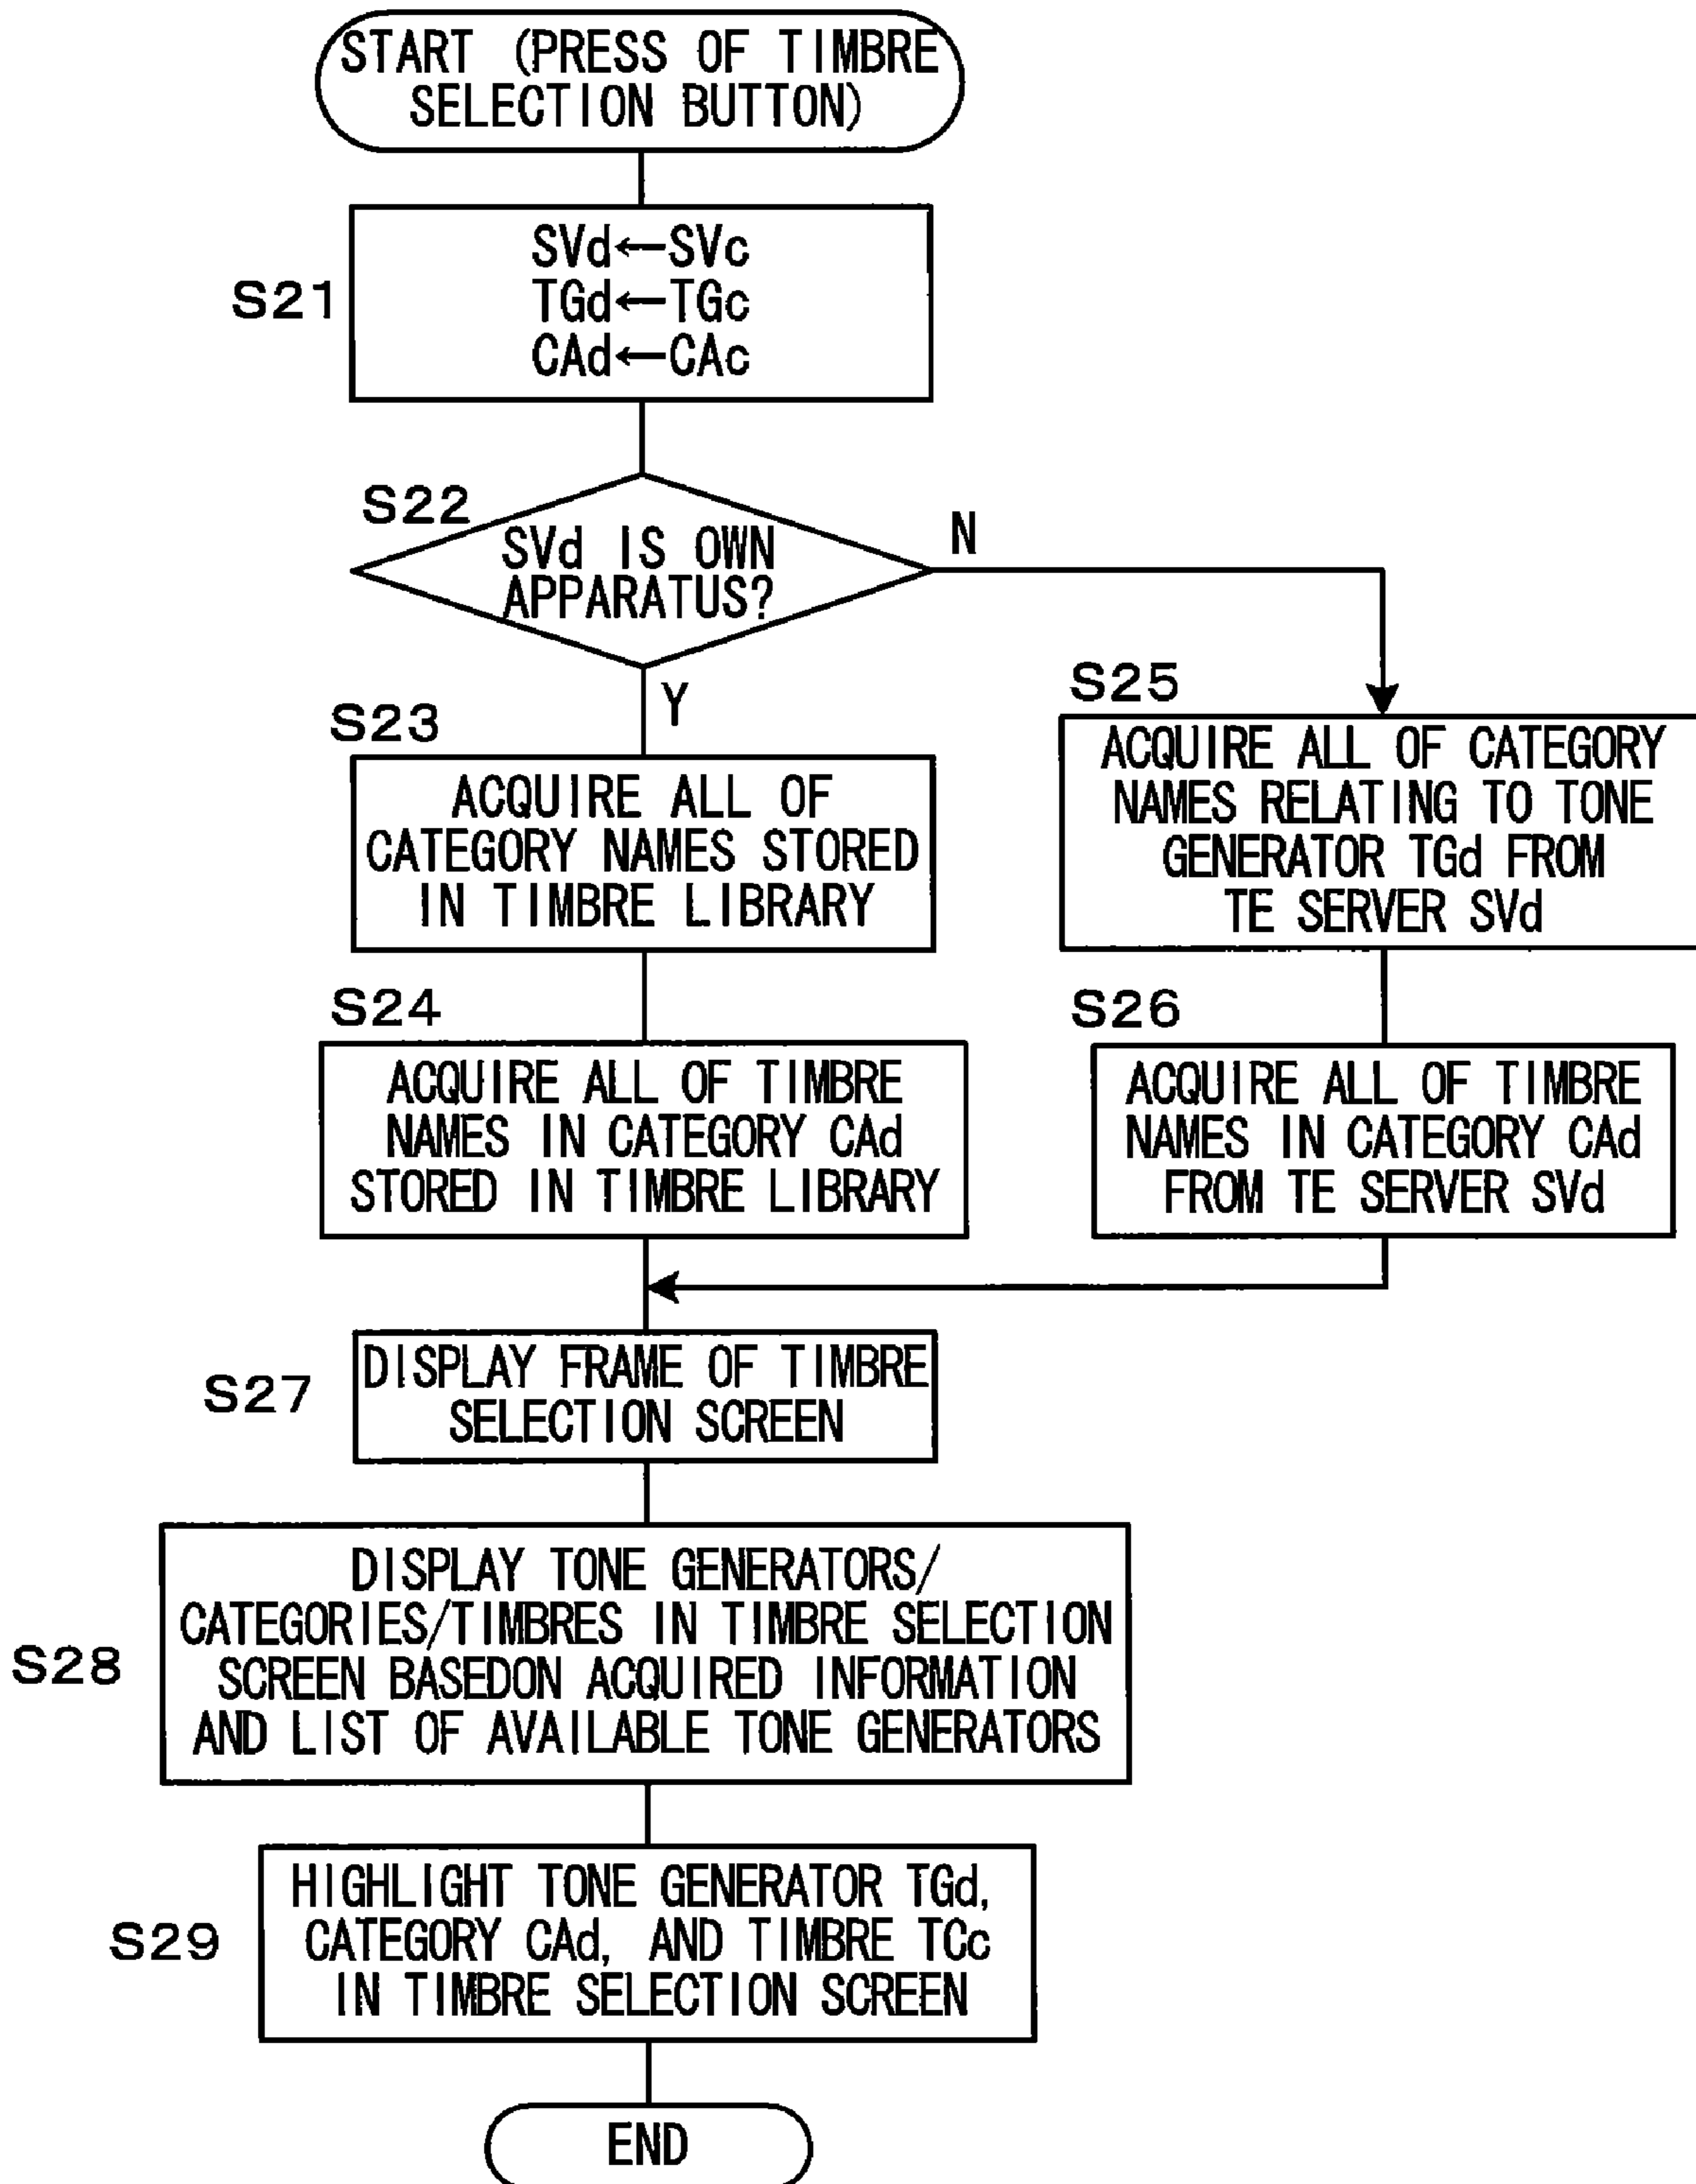 START (PRESS OF TIMBRE
SELECTION BUTTON)
S21
SVd←SVc
TGd←TGc
CAd←CAc
S22
SVd IS OWN
APPARATUS?
N
Y
S23
ACQUIRE ALL OF
CATEGORY NAMES STORED
IN TIMBRE LIBRARY
S24
ACQUIRE ALL OF TIMBRE
NAMES IN CATEGORY CAd
STORED IN TIMBRE LIBRARY
S25
ACQUIRE ALL OF CATEGORY
NAMES RELATING TO TONE
GENERATOR TGd FROM
TE SERVER SVd
S26
ACQUIRE ALL OF TIMBRE
NAMES IN CATEGORY CAd
FROM TE SERVER SVd
S27
DISPLAY FRAME OF TIMBRE
SELECTION SCREEN
S28
DISPLAY TONE GENERATORS/
CATEGORIES/TIMBRES IN TIMBRE SELECTION
SCREEN BASEDON ACQUIRED INFORMATION
AND LIST OF AVAILABLE TONE GENERATORS
S29
HIGHLIGHT TONE GENERATOR TGd,
CATEGORY CAd, AND TIMBRE TCc
IN TIMBRE SELECTION SCREEN
END